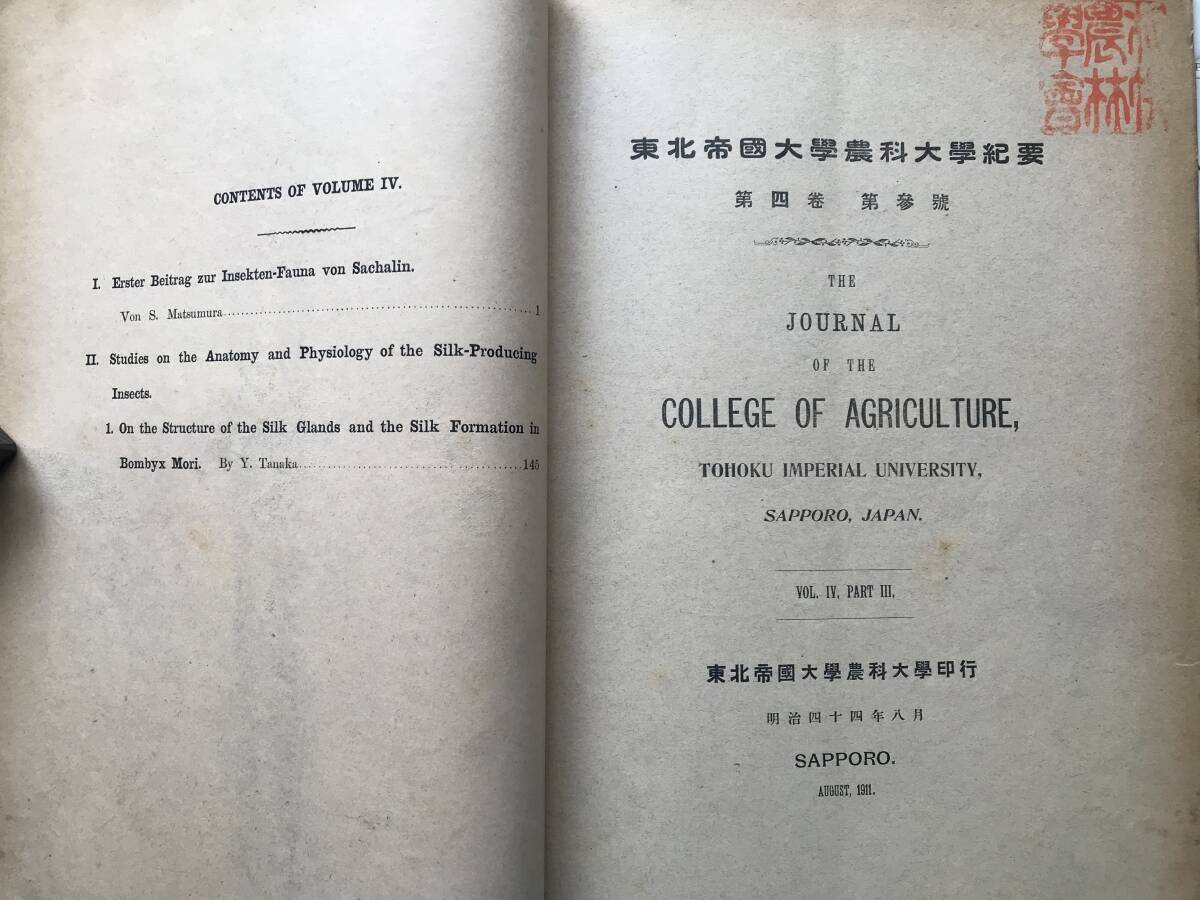 CONTENTS OF VOLUME IV.
I. Erster Beitrag zur Insekten-Fauna von Sachalin.
Von S. Matsumura 1
II. Studies on the Anatomy and Physiology of the Silk-Producing
Insects.
1. On the Structure of the Silk Glands and the Silk Formation in
Bombyx Mori. By Y. Tanaka 145
農林
學會
東北帝國大學農科大學紀要
第四卷 第參號
THE
JOURNAL
OF THE
COLLEGE OF AGRICULTURE,
TOHOKU IMPERIAL UNIVERSITY,
SAPPORO, JAPAN.
VOL. IV, PART III,
東北帝國大學農科大學印行
明治四十四年八月
SAPPORO.
AUGUST, 1911.